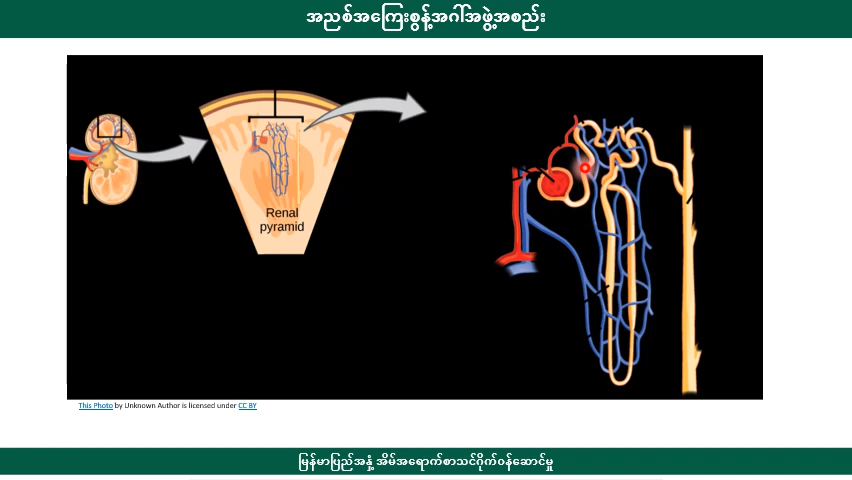 အညစ်အကြေးစွန့်အင်္ဂါအဖွဲ့အစည်း
Renal
pyramid
This Photo by Unknown Author is licensed under CC BY
မြန်မာပြည်အနှံ့ အိမ်အရောက်စာသင်ဝိုက်ဝန်ဆောင်မှု